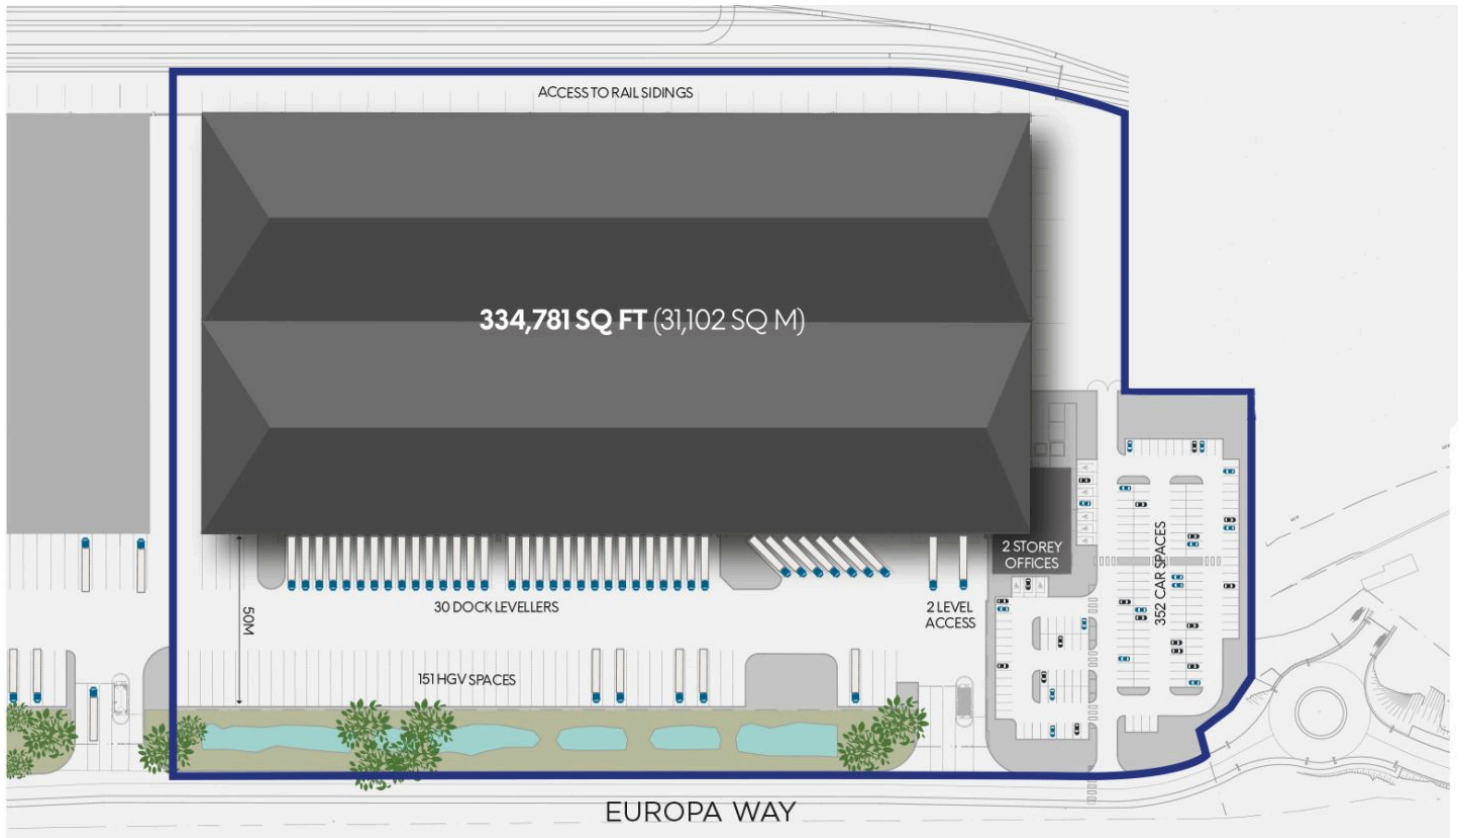 ACCESS TO RAIL SIDINGS
334,781 SQ FT (31,102 SQ M)
2 STOREY
OFFICES
352 CAR SPACES
30 DOCK LEVELLERS
2 LEVEL
ACCESS
50M
151 HGV SPACES
EUROPA WAY